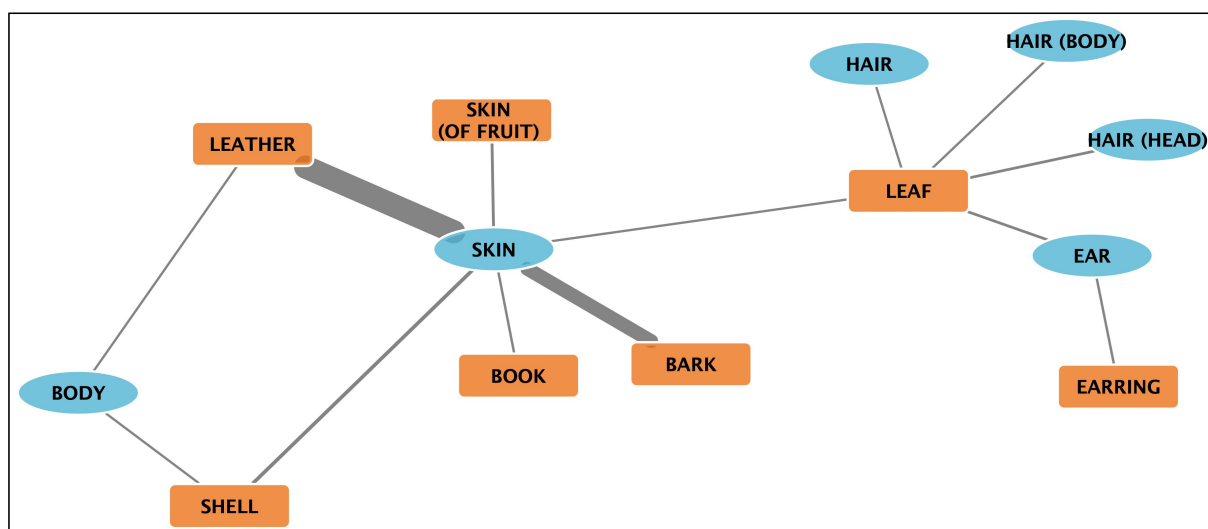 HAIR (BODY)
HAIR
SKIN
(OF FRUIT)
LEATHER
HAIR (HEAD)
LEAF
SKIN
EAR
BARK
BOOK
EARRING
BODY
SHELL